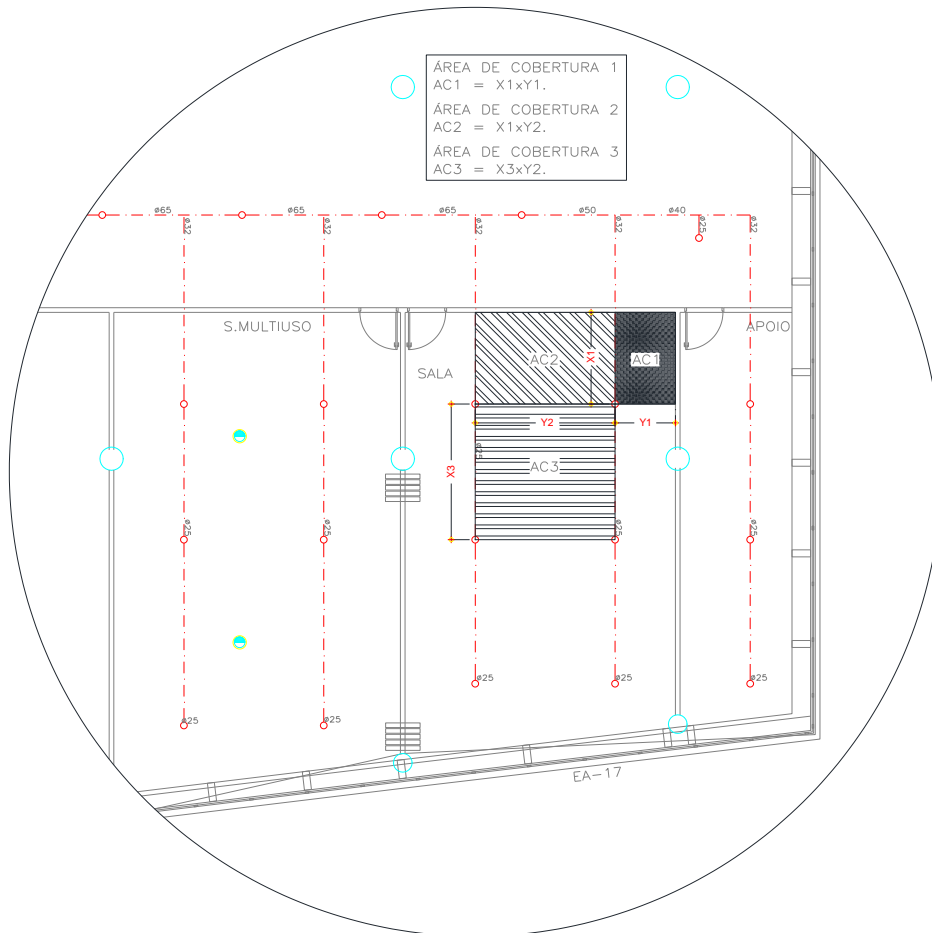 ÁREA DE COBERTURA 1
AC1 = X1xY1.
ÁREA DE COBERTURA 2
AC2 = X1xY2.
ÁREA DE COBERTURA 3
AC3 = X3xY2.
ø65
ø65
ø65
ø50
ø40
ø32
ø32
ø32
ø32
ø25
ø32
S.MULTIUSO
APOIO
SALA
AC2
X1
AC1
Y2
Y1
ø25
X3
AC3
ø25
ø25
ø25
ø25
ø25
ø25
ø25
ø25
ø25
EA-17